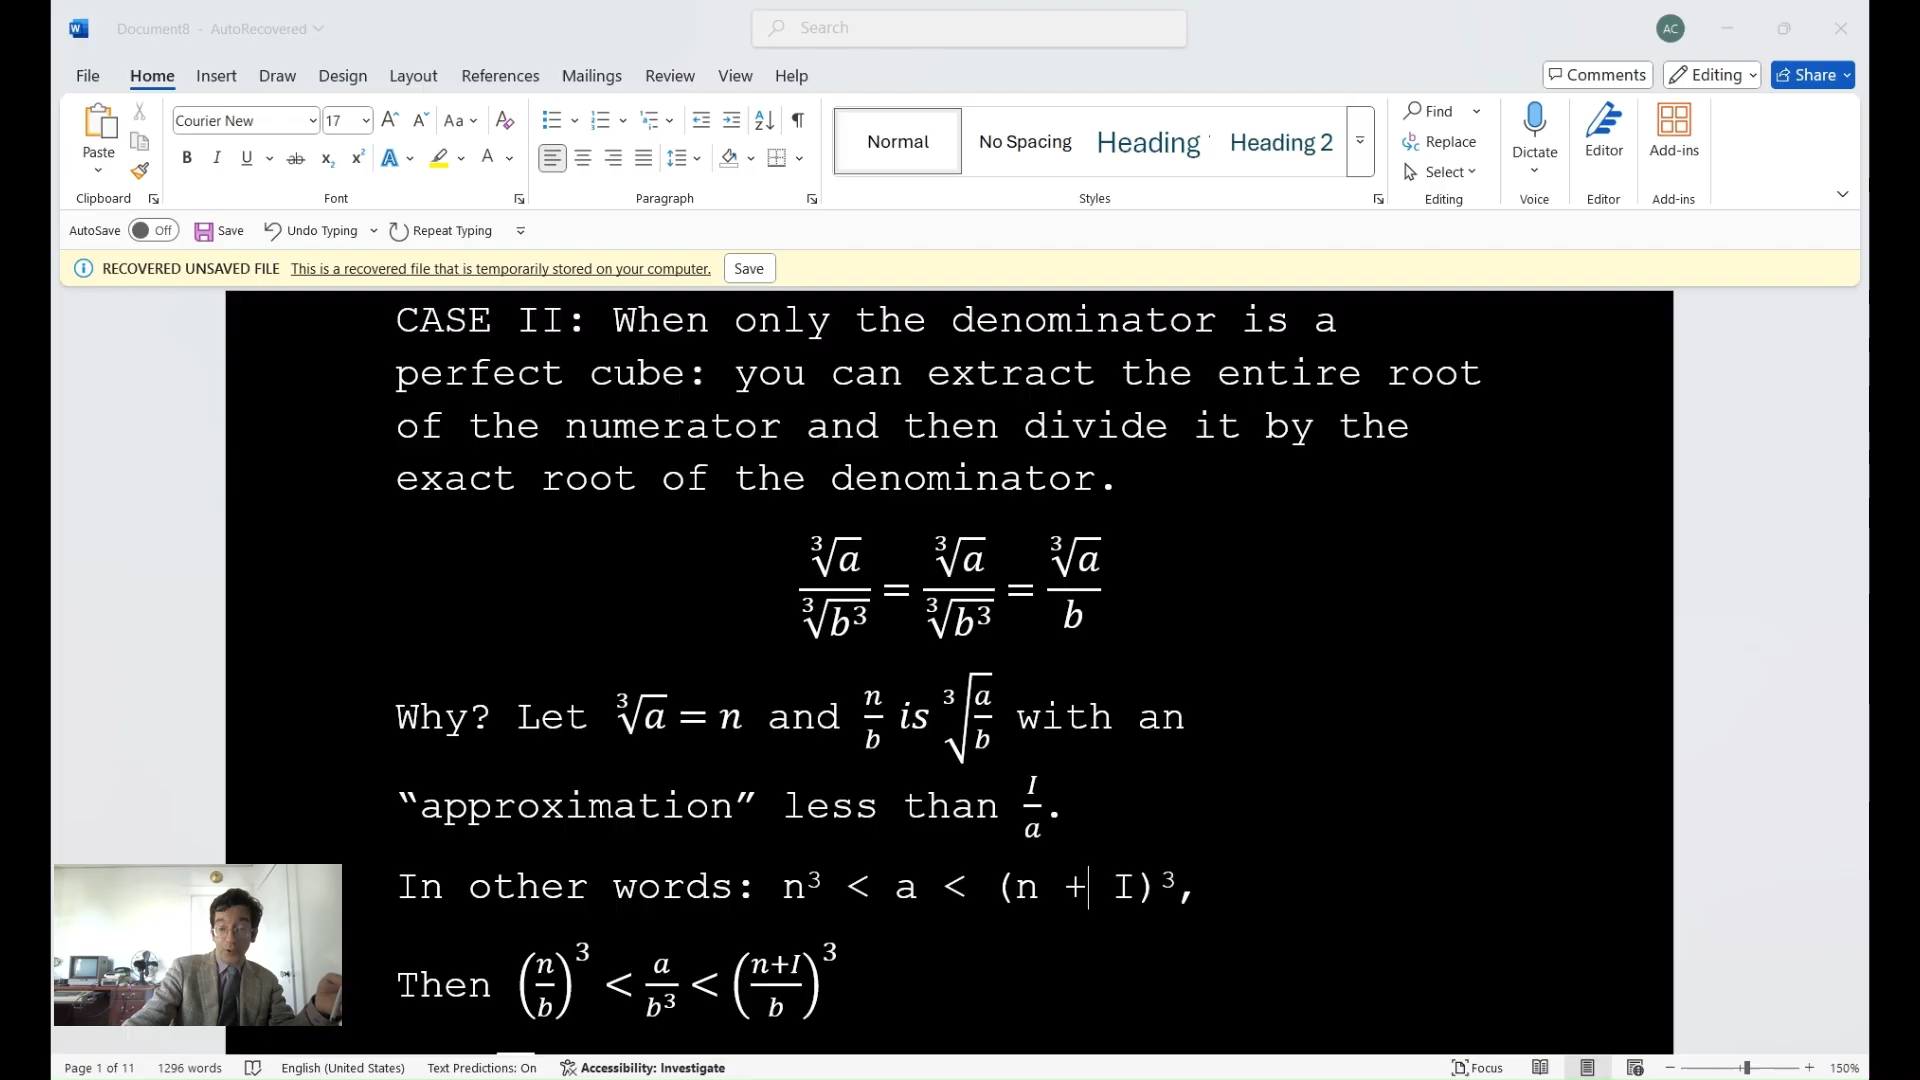 Document8 - AutoRecovered
Search
AC
File Home Insert Draw Design Layout References Mailings Review View Help
Comments Editing Share
Courier New 17
Aa
Paste
B I U ab x₂ x² A A
A Z
Normal No Spacing Heading Heading 2
Find
Replace
Select
Dictate Editor Add-ins
Clipboard Font Paragraph Styles Editing Voice Editor Add-ins
AutoSave Off Save Undo Typing Repeat Typing
RECOVERED UNSAVED FILE This is a recovered file that is temporarily stored on your computer. Save
CASE II: When only the denominator is a
perfect cube: you can extract the entire root
of the numerator and then divide it by the
exact root of the denominator.
∛a/∛b³ = ∛a/∛b³ = ∛a/b
Why? Let ∛a = n and n/b is ∛(a/b) with an
“approximation” less than I/a.
In other words: n³ < a < (n + I)³,
Then (n/b)³ < a/b³ < ((n+I)/b)³
Page 1 of 11 1296 words English (United States) Text Predictions: On Accessibility: Investigate Focus 150%